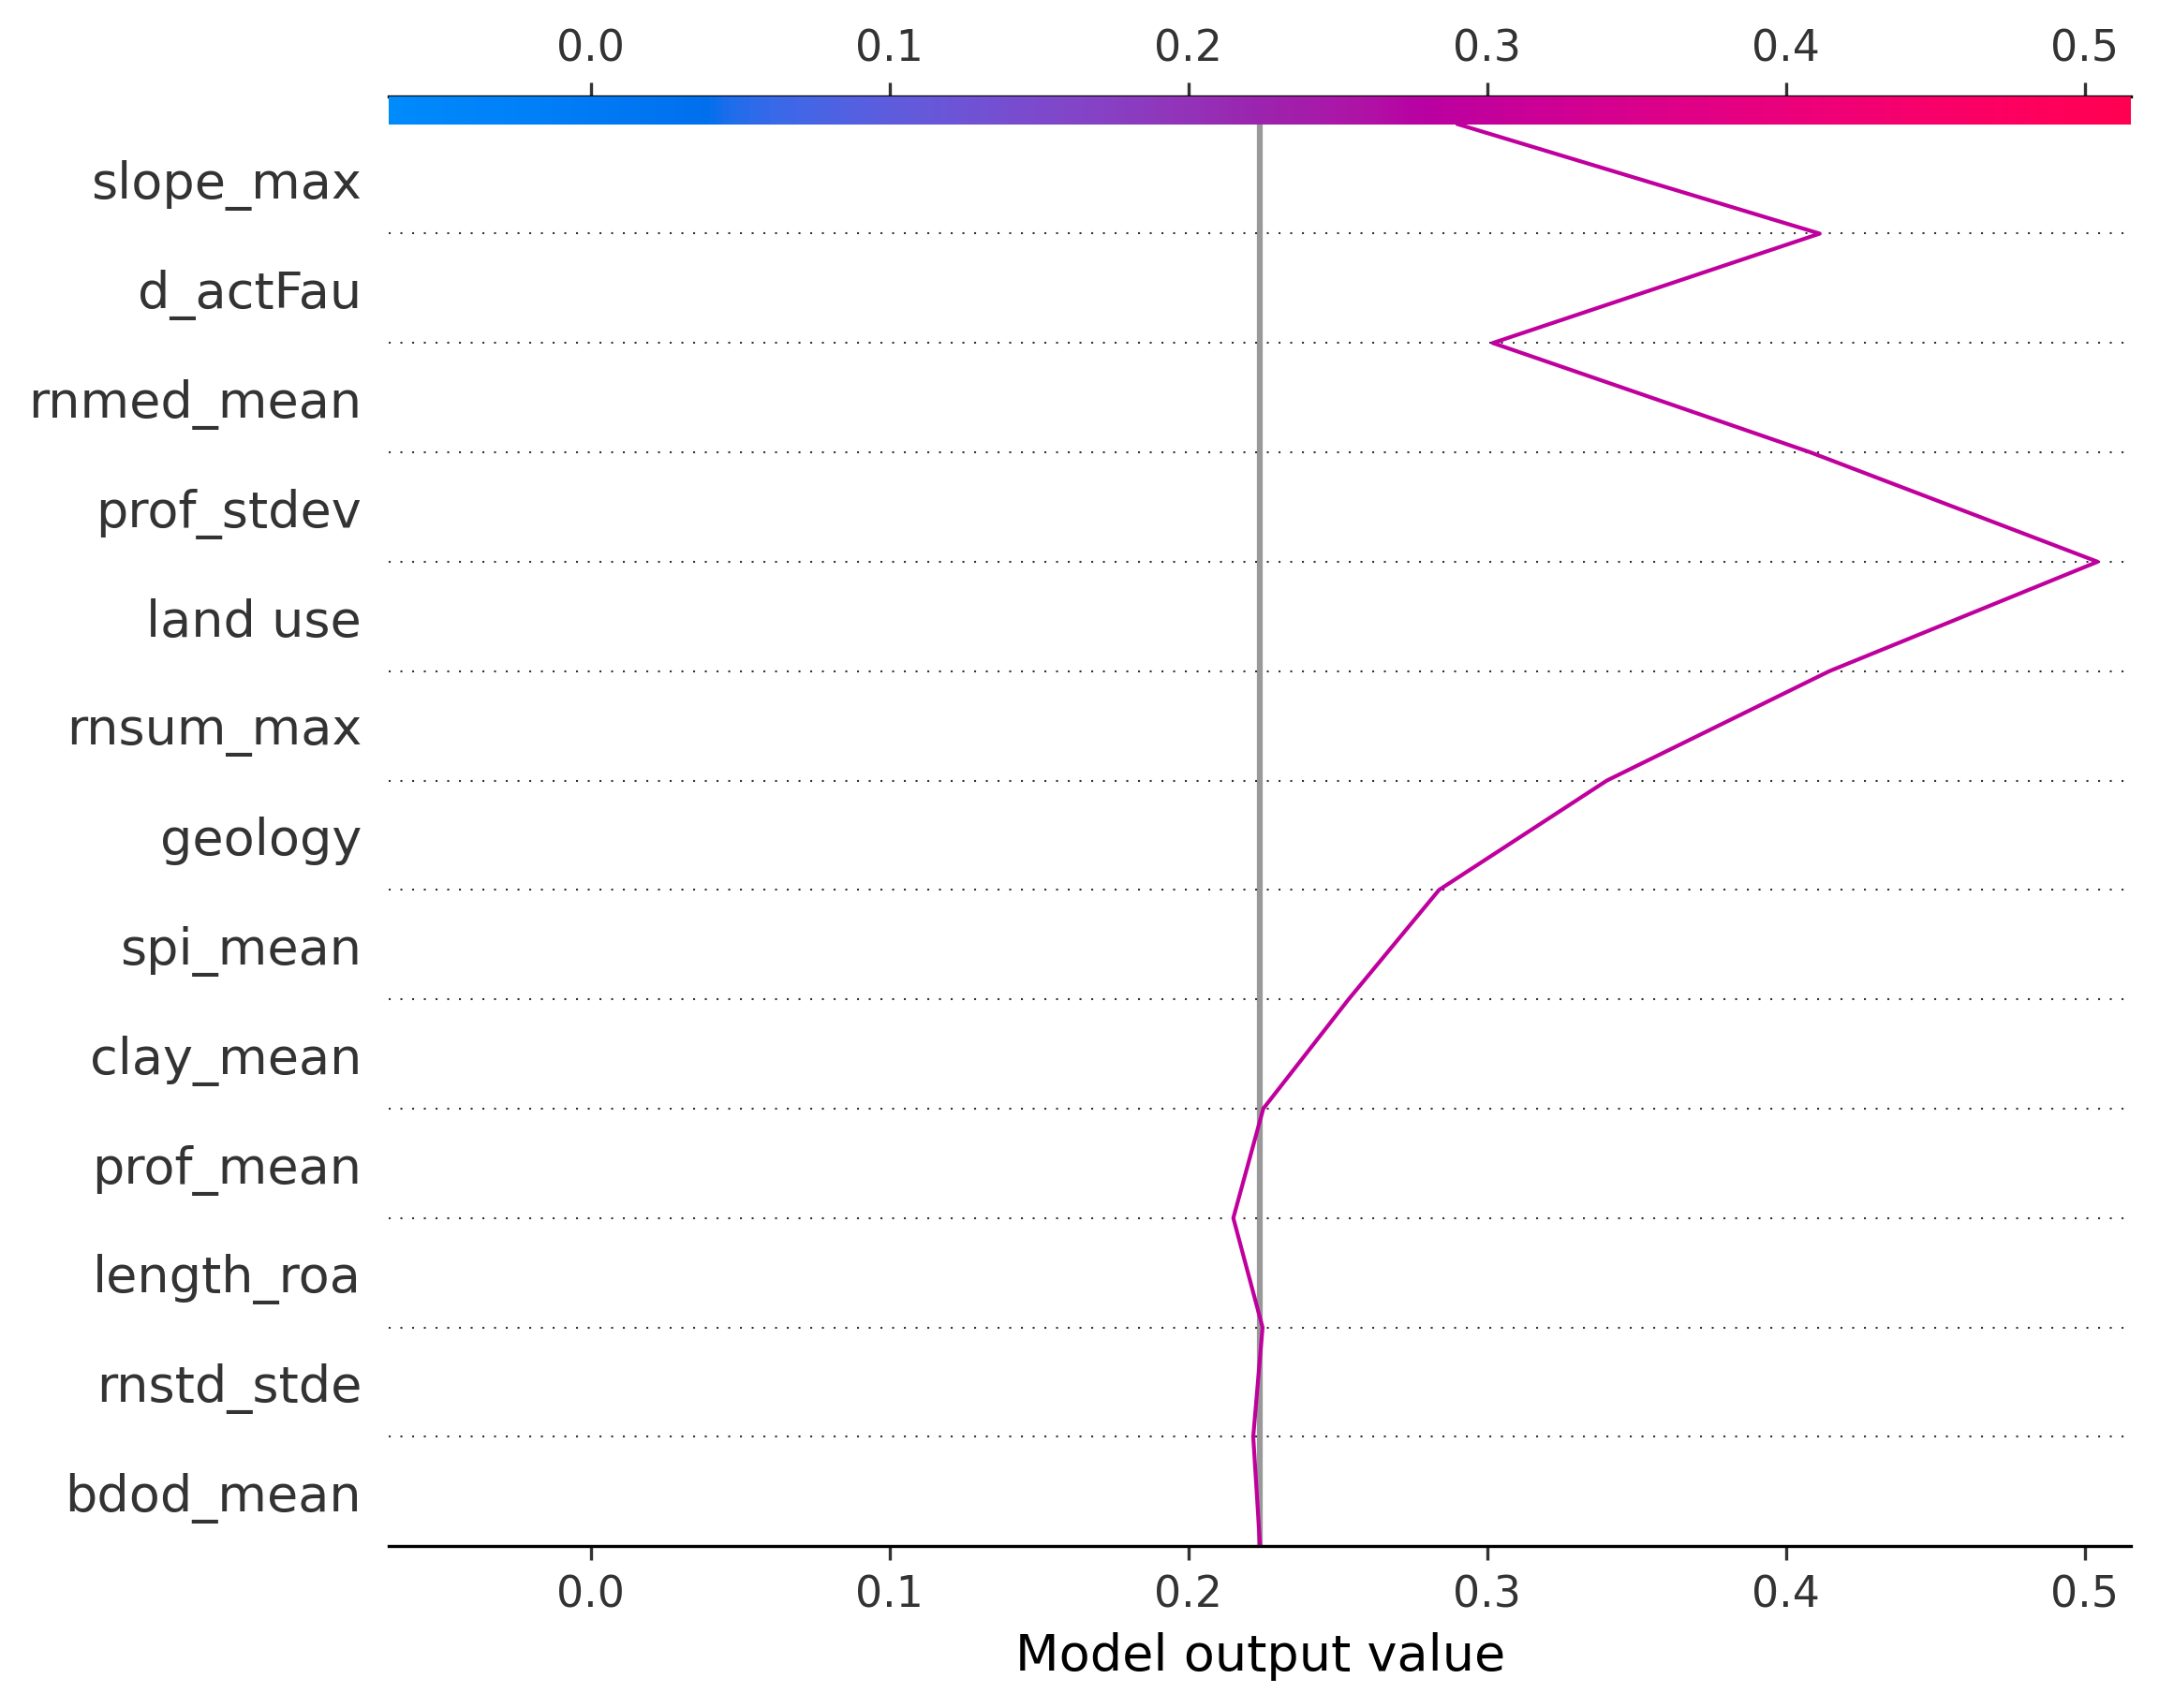 0.0 0.1 0.2 0.3 0.4 0.5
slope_max
d_actFau
rnmed_mean
prof_stdev
land use
rnsum_max
geology
spi_mean
clay_mean
prof_mean
length_roa
rnstd_stde
bdod_mean
0.0 0.1 0.2 0.3 0.4 0.5
Model output value